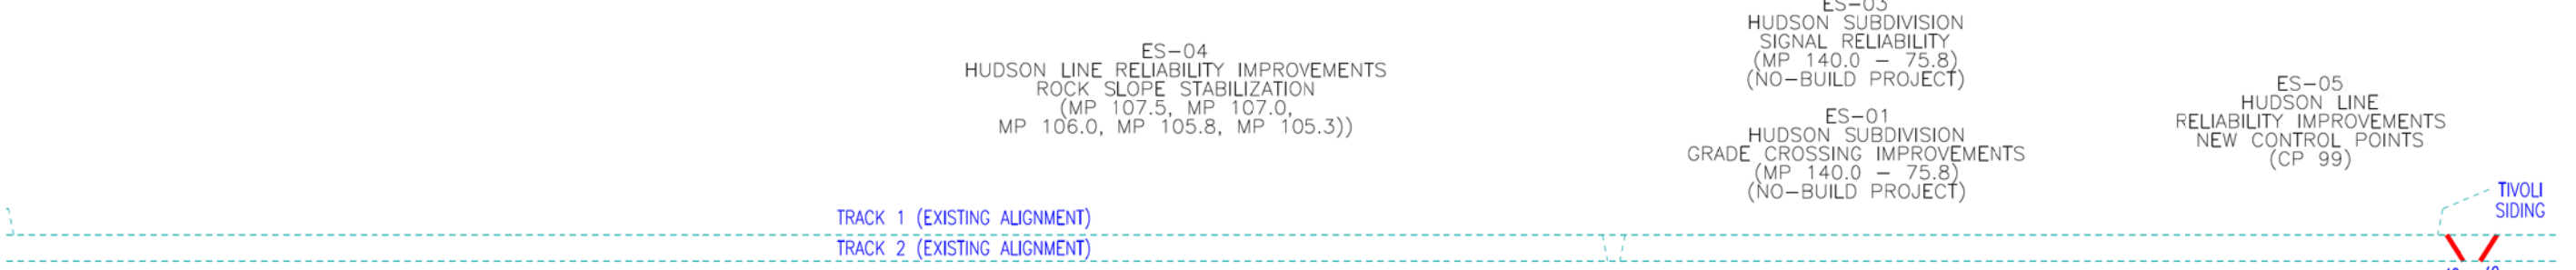 ES-04
HUDSON LINE RELIABILITY IMPROVEMENTS
ROCK SLOPE STABILIZATION
(MP 107.5, MP 107.0,
MP 106.0, MP 105.8, MP 105.3))
ES-03
HUDSON SUBDIVISION
SIGNAL RELIABILITY
(MP 140.0 - 75.8)
(NO-BUILD PROJECT)
ES-01
HUDSON SUBDIVISION
GRADE CROSSING IMPROVEMENTS
(MP 140.0 - 75.8)
(NO-BUILD PROJECT)
ES-05
HUDSON LINE
RELIABILITY IMPROVEMENTS
NEW CONTROL POINTS
(CP 99)
TIVOLI
SIDING
TRACK 1 (EXISTING ALIGNMENT)
TRACK 2 (EXISTING ALIGNMENT)